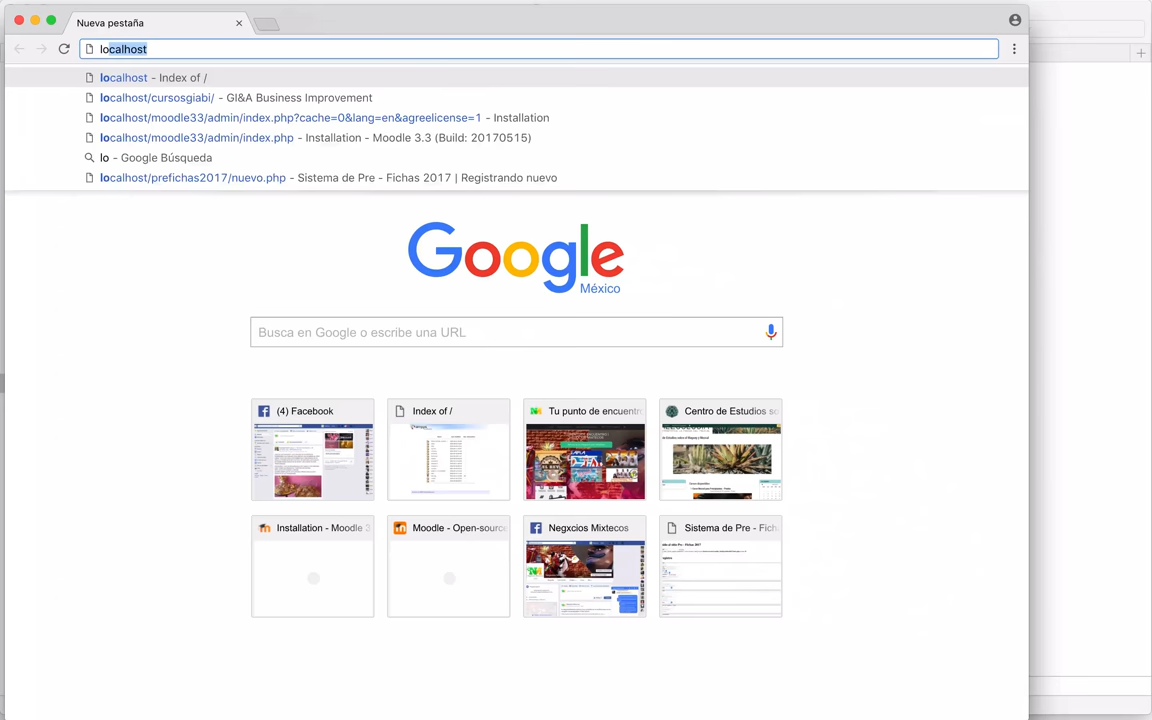 Nueva pestaña
localhost
localhost - Index of /
localhost/cursosgiabi/ - GI&A Business Improvement
localhost/moodle33/admin/index.php?cache=0&lang=en&agreelicense=1 - Installation
localhost/moodle33/admin/index.php - Installation - Moodle 3.3 (Build: 20170515)
lo - Google Búsqueda
localhost/prefichas2017/nuevo.php - Sistema de Pre - Fichas 2017 | Registrando nuevo
Google
México
Busca en Google o escribe una URL
(4) Facebook
Index of /
Tu punto de encuentr
Centro de Estudios so
Installation - Moodle 3
Moodle - Open-source
Negxcios Mixtecos
Sistema de Pre - Fich